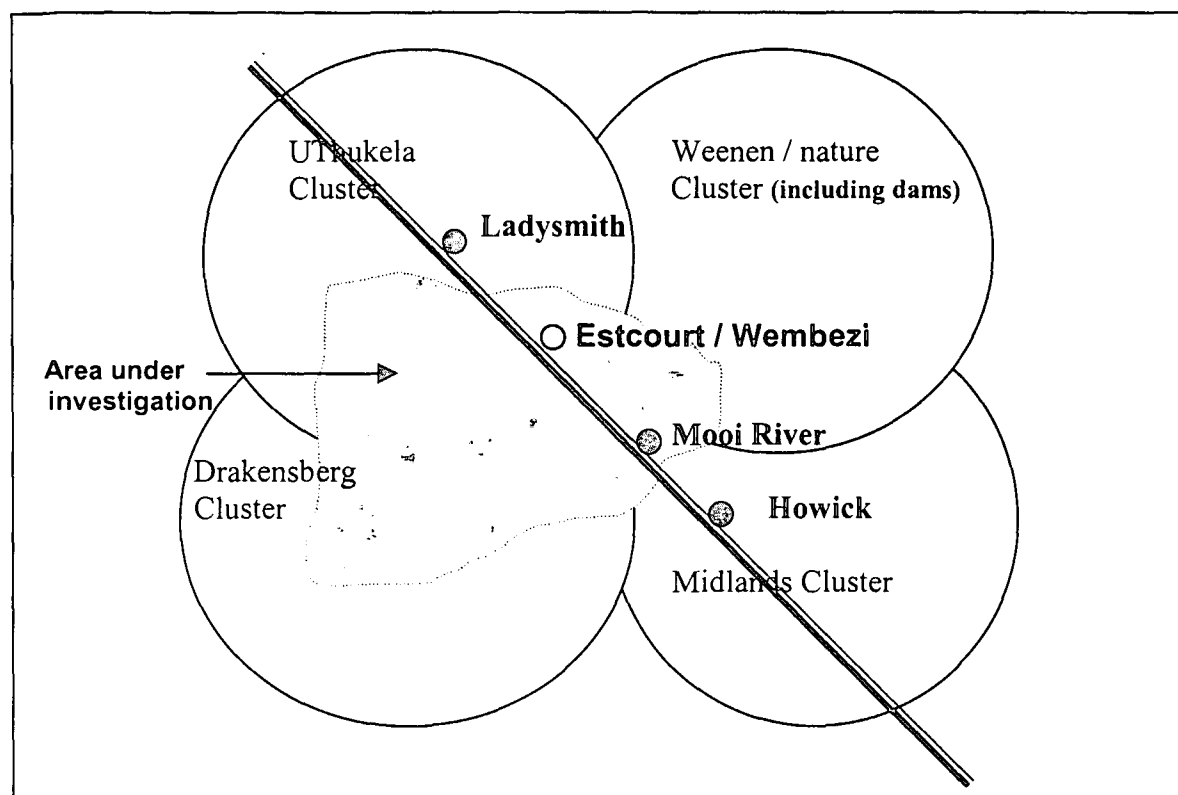 UThukela
Cluster
Weenen / nature
Cluster (including dams)
Ladysmith
Estcourt / Wembezi
Area under
investigation
Mooi River
Drakensberg
Cluster
Howick
Midlands Cluster